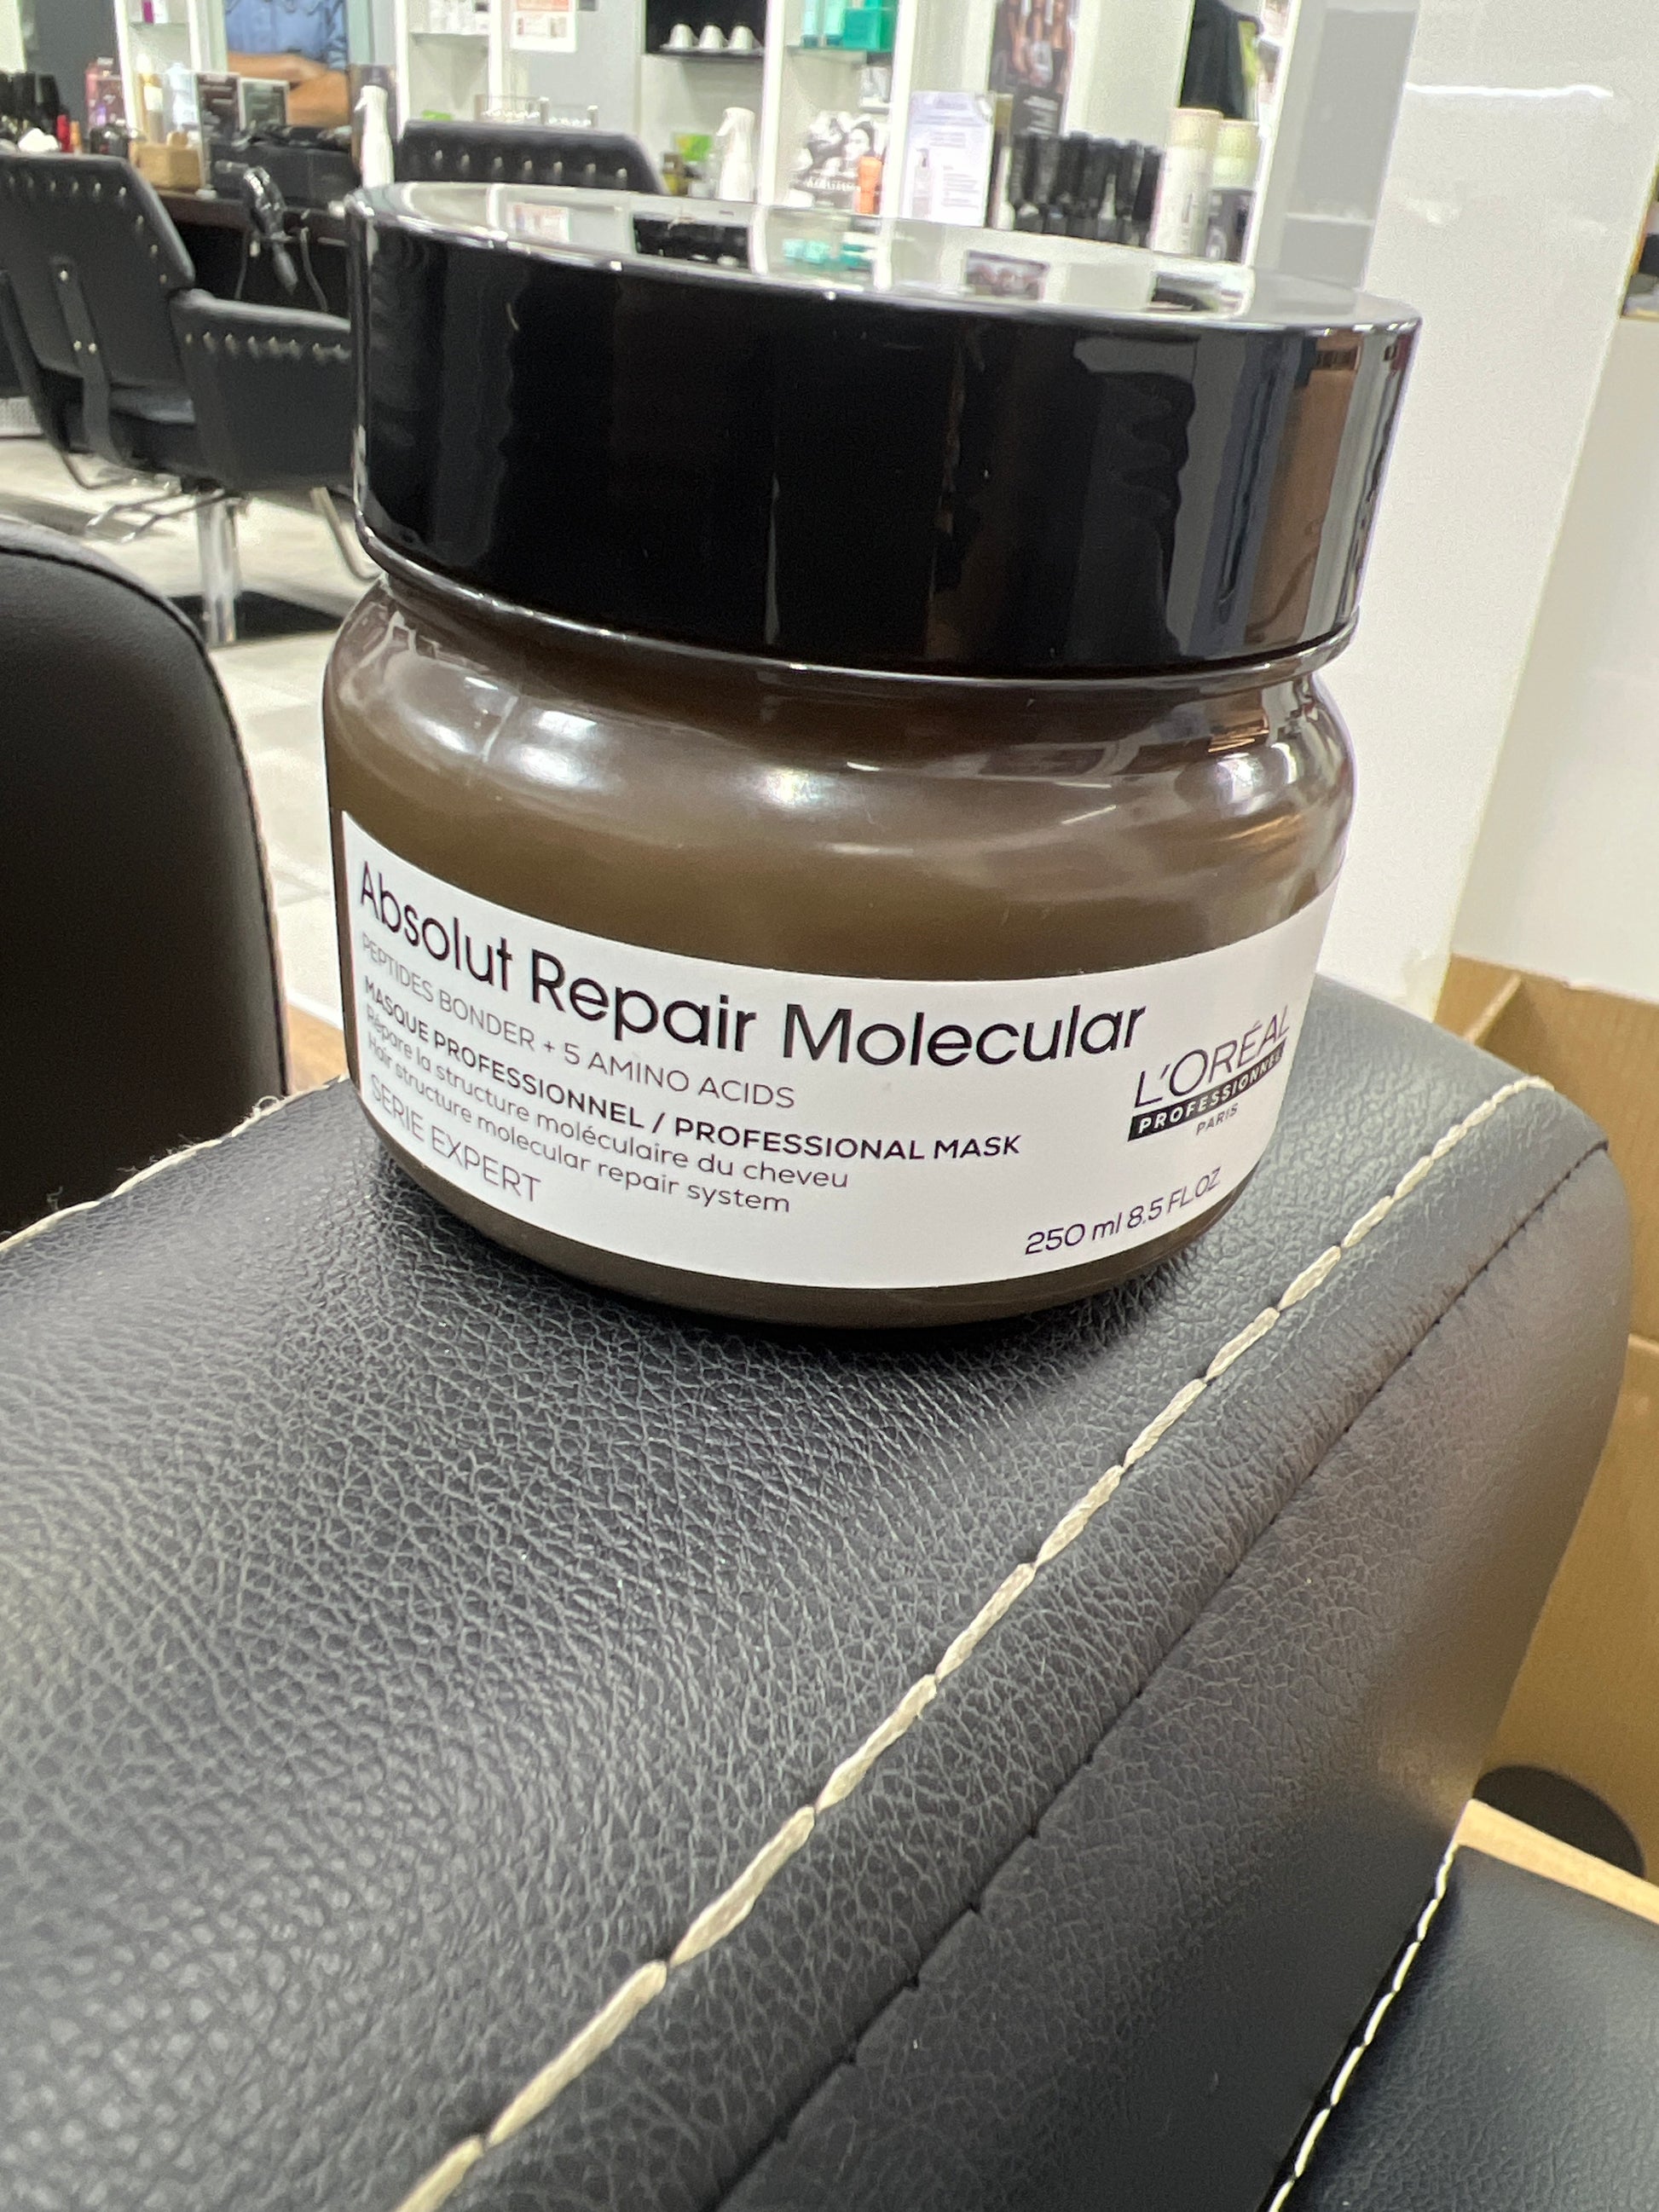 Absolut Repair Molecular
PEPTIDES BONDER + 5 AMINO ACIDS
MASQUE PROFESSIONNEL / PROFESSIONAL MASK
Répare la structure moléculaire du cheveu
Hair structure molecular repair system
SERIE EXPERT
L'ORÉAL
PROFESSIONNEL
PARIS
250 ml 8.5 FL.OZ